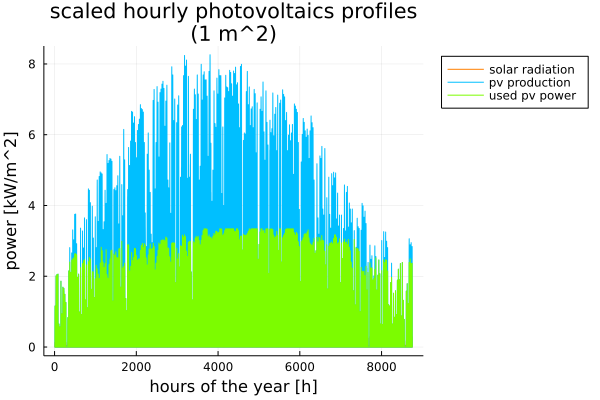 scaled hourly photovoltaics profiles
(1 m^2)
solar radiation
pv production
used pv power
power [kW/m^2]
8
6
4
2
0
0
2000
4000
6000
8000
hours of the year [h]